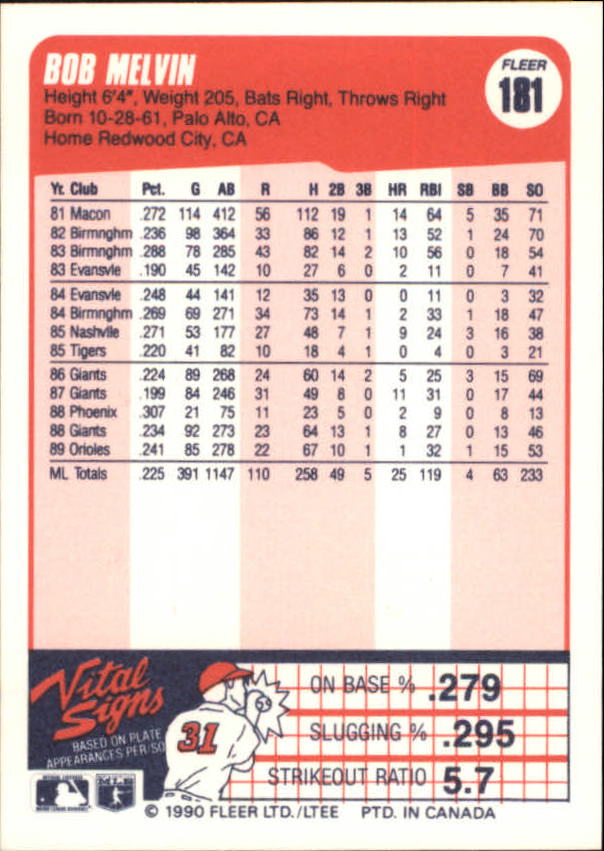 BOB MELVIN
FLEER
181
Height 6'4", Weight 205, Bats Right, Throws Right
Born 10-28-61, Palo Alto, CA
Home Redwood City, CA
Yr. Club Pct. G AB R H 2B 3B HR RBI SB BB SO
81 Macon .272 114 412 56 112 19 1 14 64 5 35 71
82 Birmnghm .236 98 364 33 86 12 1 13 52 1 24 70
83 Birmnghm .288 78 285 43 82 14 2 10 56 0 18 54
83 Evansvle .190 45 142 10 27 6 0 2 11 0 7 41
84 Evansvle .248 44 141 12 35 13 0 0 11 0 3 32
84 Birmnghm .269 69 271 34 73 14 1 2 33 1 18 47
85 Nashvlle .271 53 177 27 48 7 1 9 24 3 16 38
85 Tigers .220 41 82 10 18 4 1 0 4 0 3 21
86 Giants .224 89 268 24 60 14 2 5 25 3 15 69
87 Giants .199 84 246 31 49 8 0 11 31 0 17 44
88 Phoenix .307 21 75 11 23 5 0 2 9 0 8 13
88 Giants .234 92 273 23 64 13 1 8 27 0 13 46
89 Orioles .241 85 278 22 67 10 1 1 32 1 15 53
ML Totals .225 391 1147 110 258 49 5 25 119 4 63 233
Vital Signs
BASED ON PLATE
APPEARANCES PER/SO
31
ON BASE % .279
SLUGGING % .295
STRIKEOUT RATIO 5.7
© 1990 FLEER LTD./LTEE PTD. IN CANADA